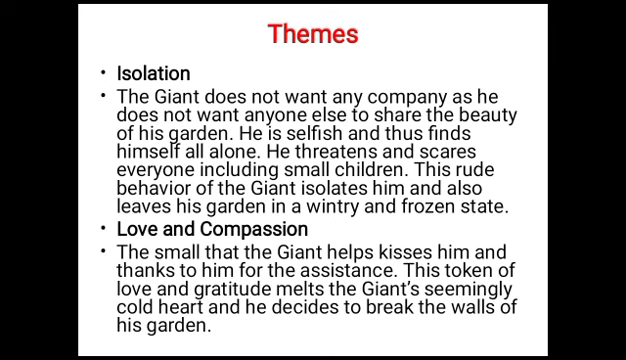 Themes
• Isolation
• The Giant does not want any company as he
does not want anyone else to share the beauty
of his garden. He is selfish and thus finds
himself all alone. He threatens and scares
everyone including small children. This rude
behavior of the Giant isolates him and also
leaves his garden in a wintry and frozen state.
• Love and Compassion
• The small that the Giant helps kisses him and
thanks to him for the assistance. This token of
love and gratitude melts the Giant's seemingly
cold heart and he decides to break the walls of
his garden.